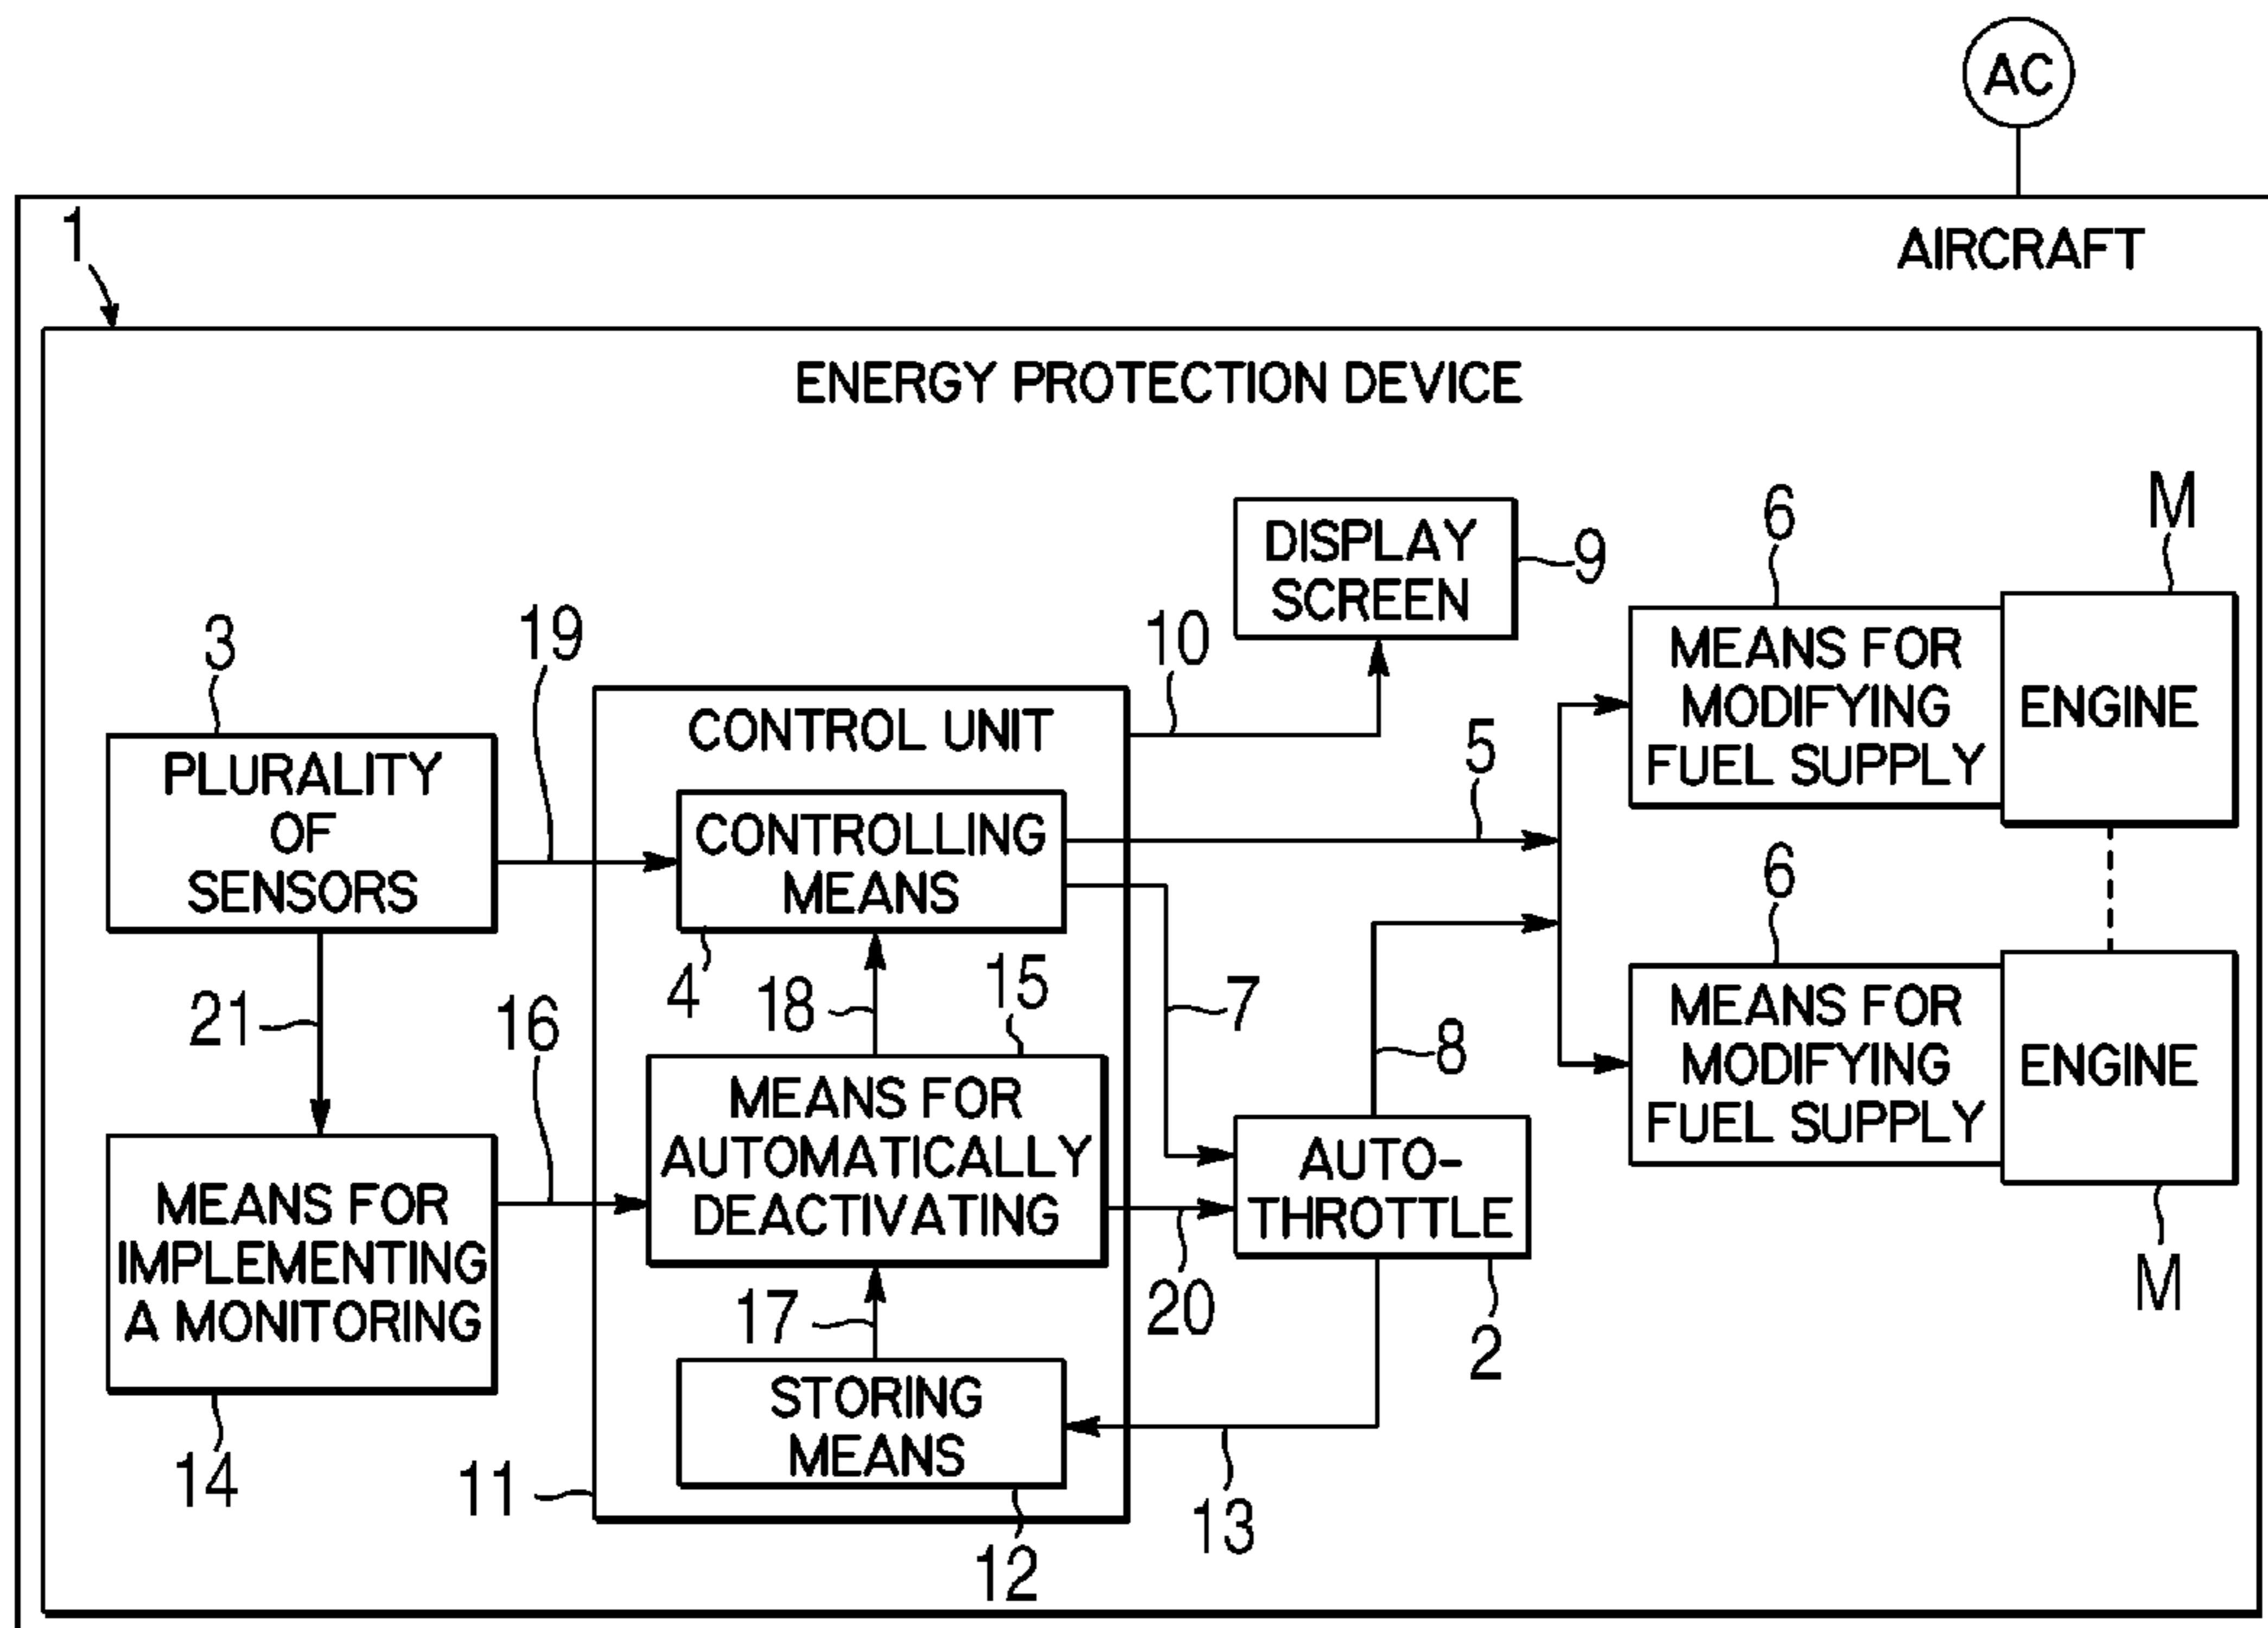 AC
AIRCRAFT
1
ENERGY PROTECTION DEVICE
M
6
DISPLAY
SCREEN
9
MEANS FOR
MODIFYING
FUEL SUPPLY
ENGINE
3
19
10
5
CONTROL UNIT
PLURALITY
OF
SENSORS
CONTROLLING
MEANS
4
18
15
7
8
6
MEANS FOR
MODIFYING
FUEL SUPPLY
ENGINE
M
21
16
MEANS FOR
AUTOMATICALLY
DEACTIVATING
AUTO-
THROTTLE
2
20
MEANS FOR
IMPLEMENTING
A MONITORING
14
17
STORING
MEANS
11
12
13